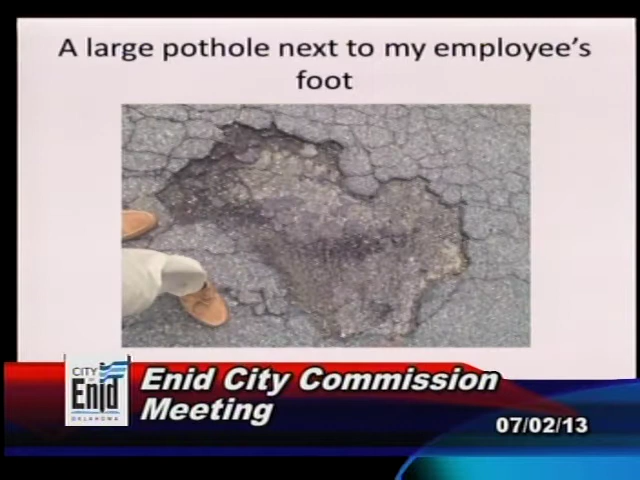 A large pothole next to my employee's
foot
CITY
OF
Enid
OKLAHOMA
Enid City Commission
Meeting
07/02/13